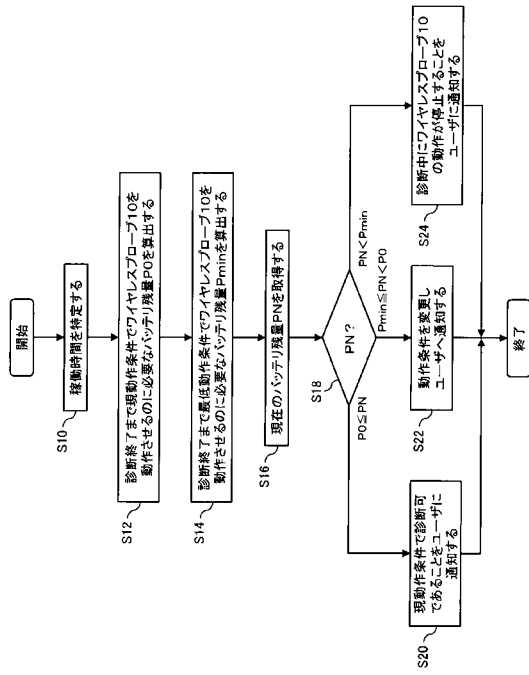 開始
S10
稼働時間を特定する
S12
診断終了まで現動作条件でワイヤレスプローブ10を
動作させるのに必要なバッテリ残量P0を算出する
S14
診断終了まで最低動作条件でワイヤレスプローブ10を
動作させるのに必要なバッテリ残量Pminを算出する
S16
現在のバッテリ残量PNを取得する
S18
PN?
P0≦PN
Pmin≦PN<P0
PN<Pmin
S20
現動作条件で診断可
であることをユーザに
通知する
S22
動作条件を変更し
ユーザへ通知する
S24
診断中にワイヤレスプローブ10
の動作が停止することを
ユーザに通知する
終了